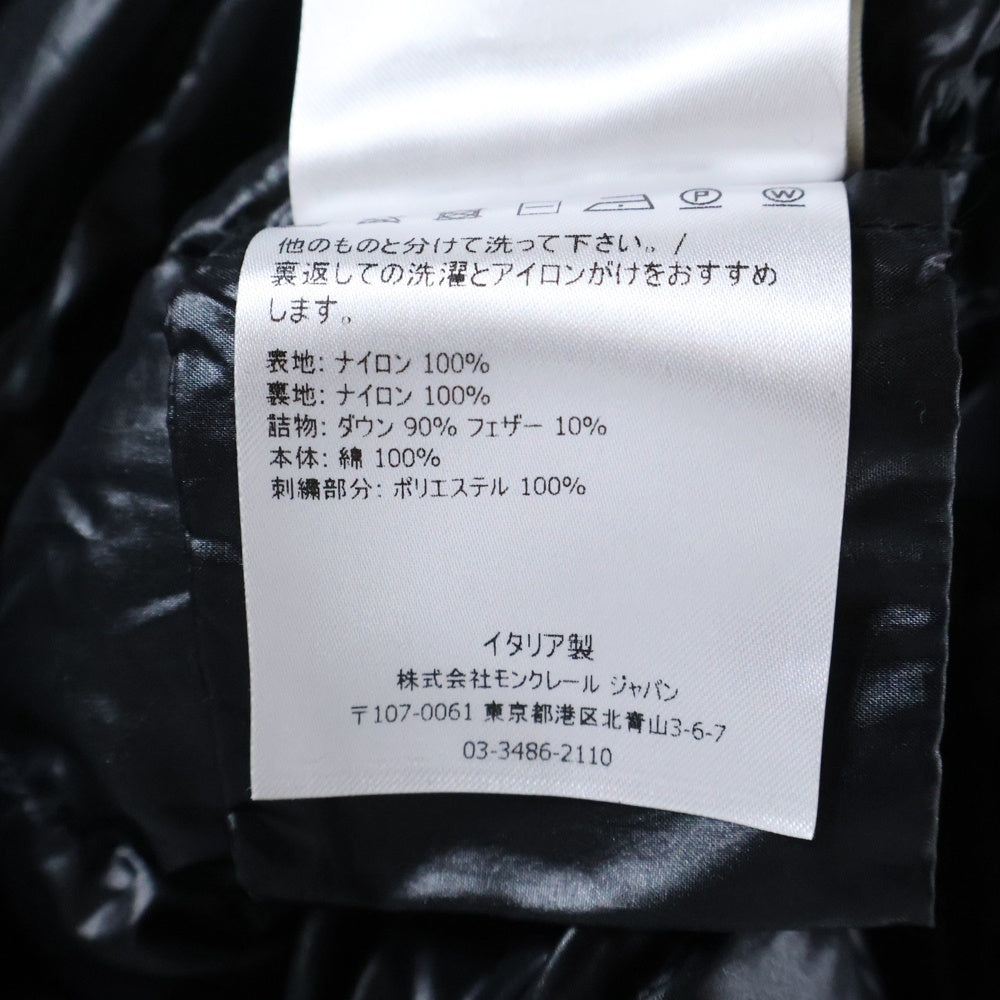 P W
他のものと分けて洗って下さい。/
裏返しての洗濯とアイロンがけをおすすめ
します。
表地: ナイロン 100%
裏地: ナイロン 100%
詰物: ダウン 90% フェザー 10%
本体: 綿 100%
刺繍部分: ポリエステル 100%
イタリア製
株式会社モンクレール ジャパン
〒107-0061 東京都港区北青山3-6-7
03-3486-2110